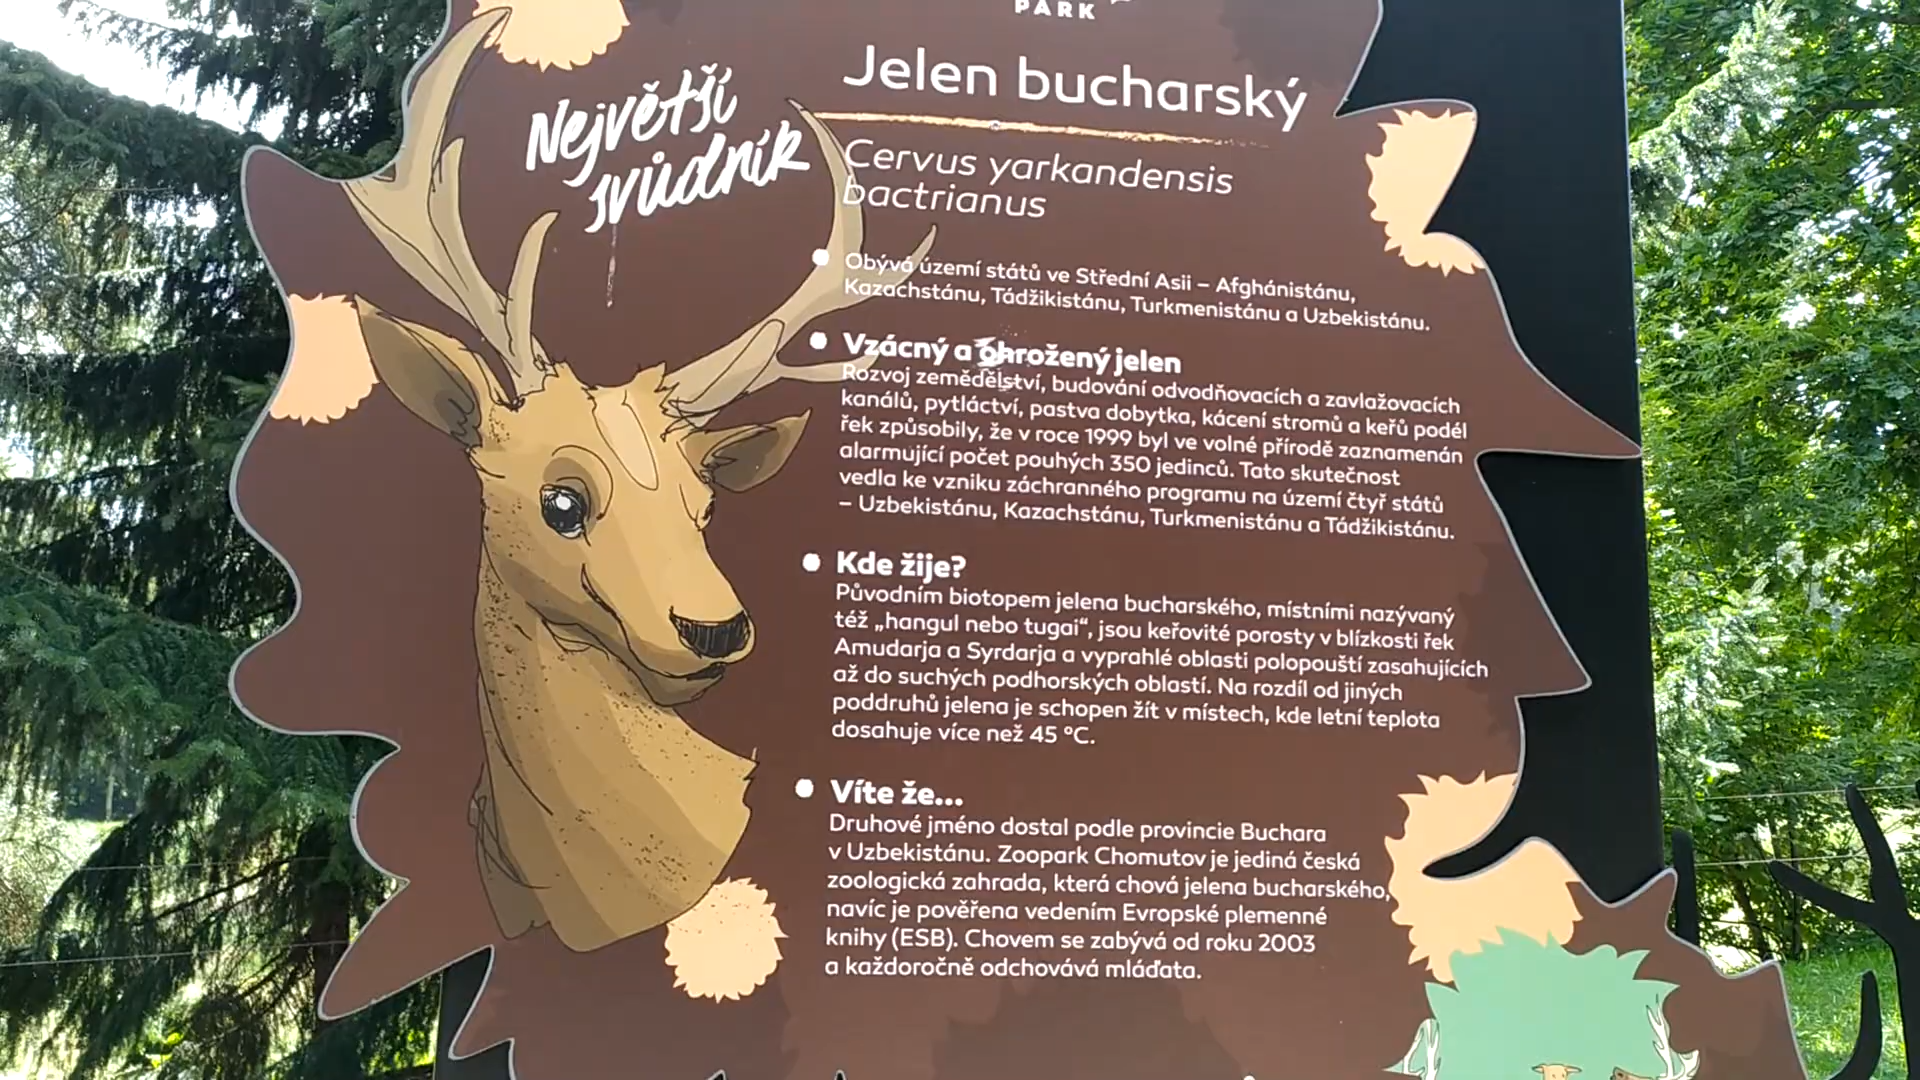 PARK
Největší
svůdník
Jelen bucharský
Cervus yarkandensis
bactrianus
Obývá území států ve Střední Asii – Afghánistánu,
Kazachstánu, Tádžikistánu, Turkmenistánu a Uzbekistánu.
Vzácný a ohrožený jelen
Rozvoj zemědělství, budování odvodňovacích a zavlažovacích
kanálů, pytláctví, pastva dobytka, kácení stromů a keřů podél
řek způsobily, že v roce 1999 byl ve volné přírodě zaznamenán
alarmující počet pouhých 350 jedinců. Tato skutečnost
vedla ke vzniku záchranného programu na území čtyř států
– Uzbekistánu, Kazachstánu, Turkmenistánu a Tádžikistánu.
Kde žije?
Původním biotopem jelena bucharského, místními nazývaný
též „hangul nebo tugai“, jsou keřovité porosty v blízkosti řek
Amudarja a Syrdarja a vyprahlé oblasti polopouští zasahujících
až do suchých podhorských oblastí. Na rozdíl od jiných
poddruhů jelena je schopen žít v místech, kde letní teplota
dosahuje více než 45 °C.
Víte že...
Druhové jméno dostal podle provincie Buchara
v Uzbekistánu. Zoopark Chomutov je jediná česká
zoologická zahrada, která chová jelena bucharského,
navíc je pověřena vedením Evropské plemenné
knihy (ESB). Chovem se zabývá od roku 2003
a každoročně odchovává mláďata.